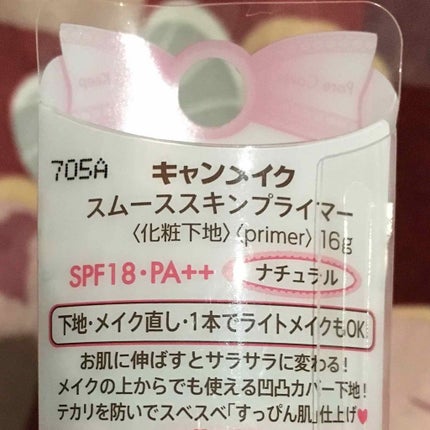 Pore Cover
Keep
705A
キャンメイク
スムーススキンプライマー
〈化粧下地〉〈primer〉16g
SPF18・PA++ ナチュラル
下地・メイク直し・1本でライトメイクもOK
お肌に伸ばすとサラサラに変わる!
メイクの上からでも使える凹凸カバー下地!
テカリを防いでスベスベ「すっぴん肌」仕上げ♥